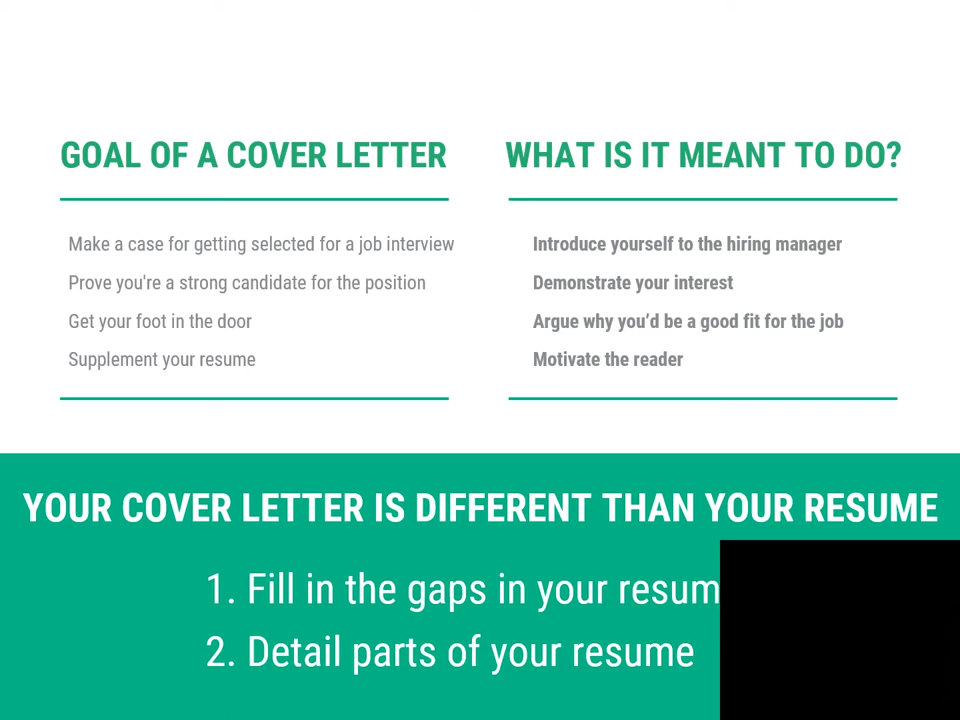 GOAL OF A COVER LETTER
Make a case for getting selected for a job interview
Prove you're a strong candidate for the position
Get your foot in the door
Supplement your resume
WHAT IS IT MEANT TO DO?
Introduce yourself to the hiring manager
Demonstrate your interest
Argue why you’d be a good fit for the job
Motivate the reader
YOUR COVER LETTER IS DIFFERENT THAN YOUR RESUME
1. Fill in the gaps in your
2. Detail parts of your resume